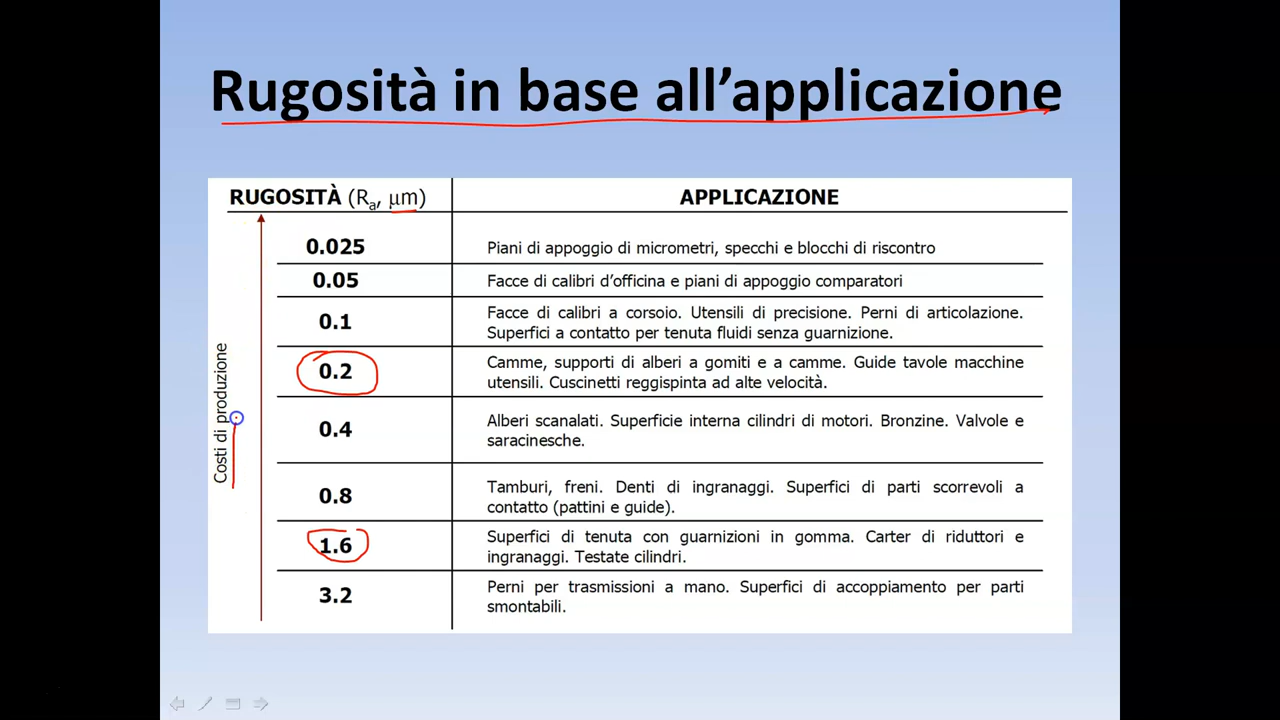 Rugosità in base all’applicazione
RUGOSITÀ (Ra, μm)
APPLICAZIONE
0.025
Piani di appoggio di micrometri, specchi e blocchi di riscontro
0.05
Facce di calibri d’officina e piani di appoggio comparatori
0.1
Facce di calibri a corsoio. Utensili di precisione. Perni di articolazione.
Superfici a contatto per tenuta fluidi senza guarnizione.
0.2
Camme, supporti di alberi a gomiti e a camme. Guide tavole macchine
utensili. Cuscinetti reggispinta ad alte velocità.
0.4
Alberi scanalati. Superficie interna cilindri di motori. Bronzine. Valvole e
saracinesche.
0.8
Tamburi, freni. Denti di ingranaggi. Superfici di parti scorrevoli a
contatto (pattini e guide).
1.6
Superfici di tenuta con guarnizioni in gomma. Carter di riduttori e
ingranaggi. Testate cilindri.
3.2
Perni per trasmissioni a mano. Superfici di accoppiamento per parti
smontabili.
Costi di produzione